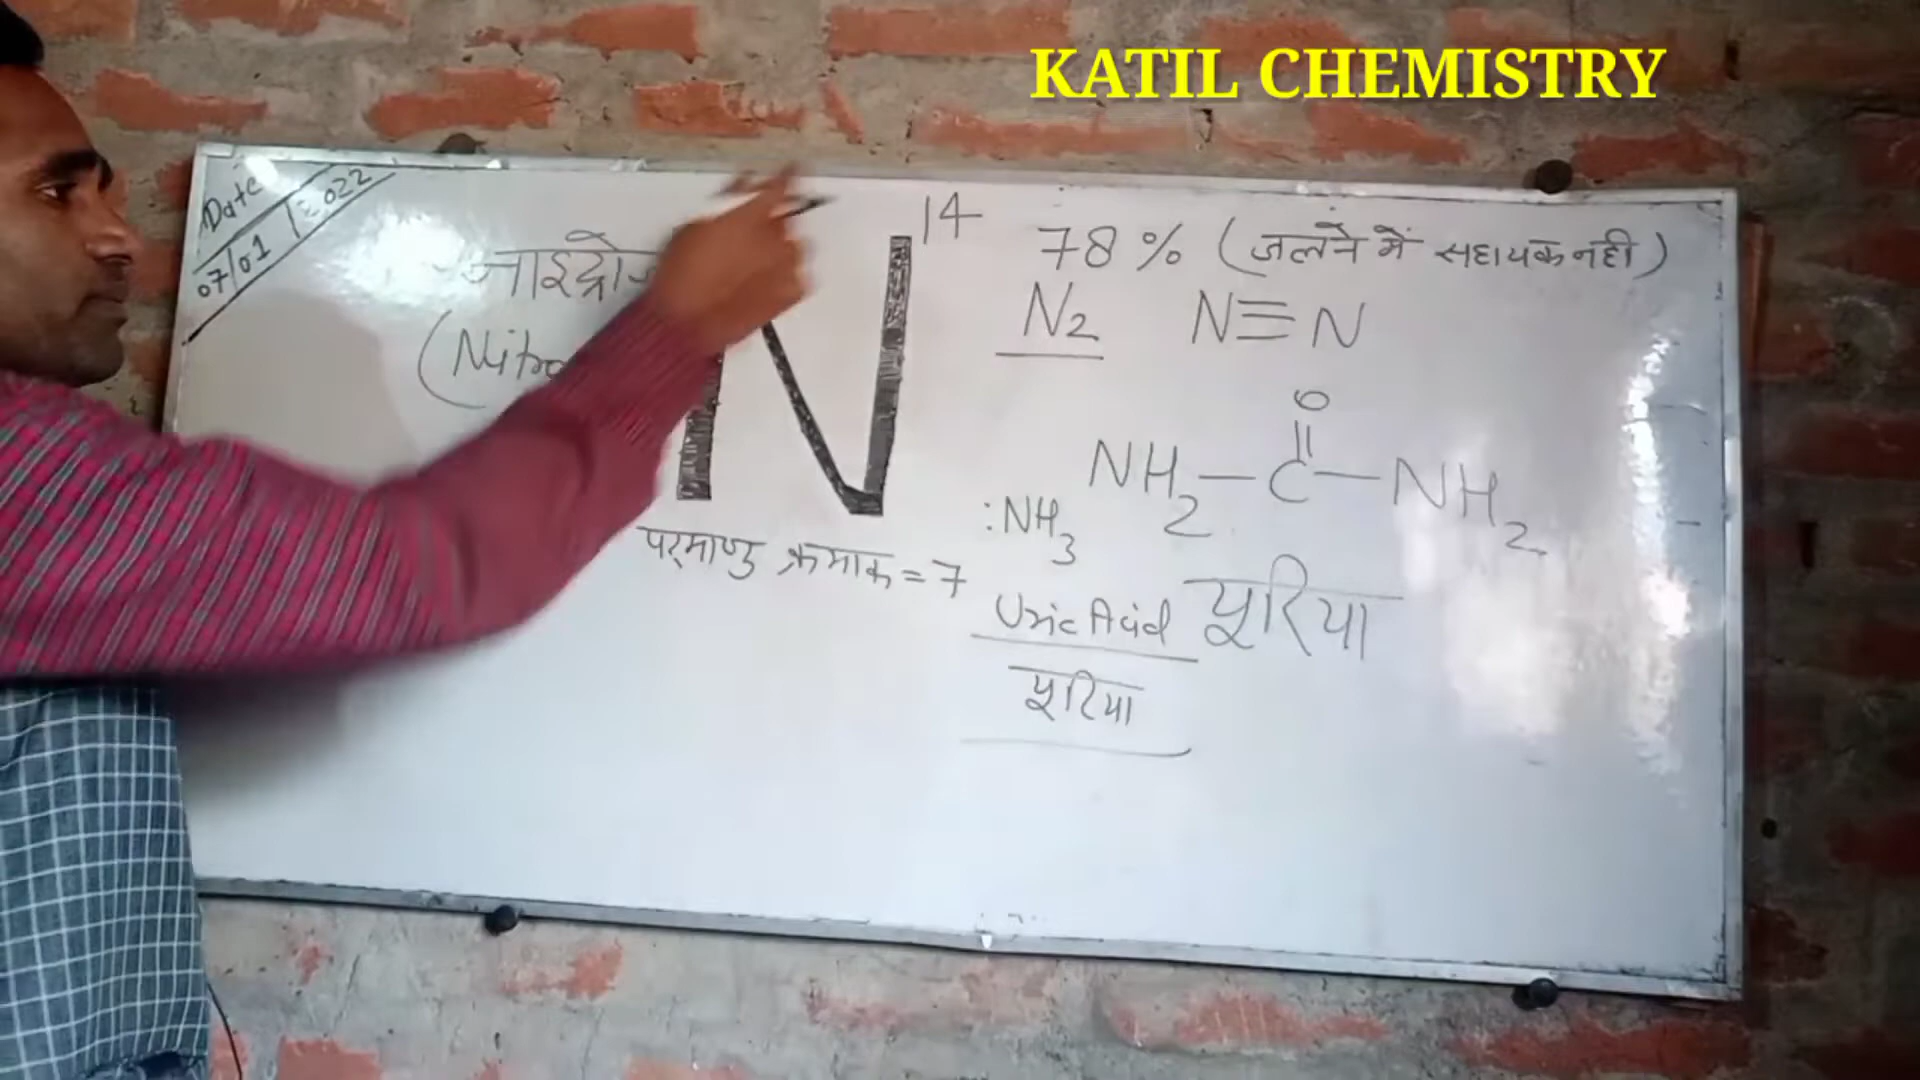 KATIL CHEMISTRY
Date
07/01/2022
14
N
78% (जलने में सहायक नही)
N2 N≡N
O
||
NH2—C—NH2
:NH3
परमाणु क्रमाक = 7
Uric Acid यूरिया
यूरिया